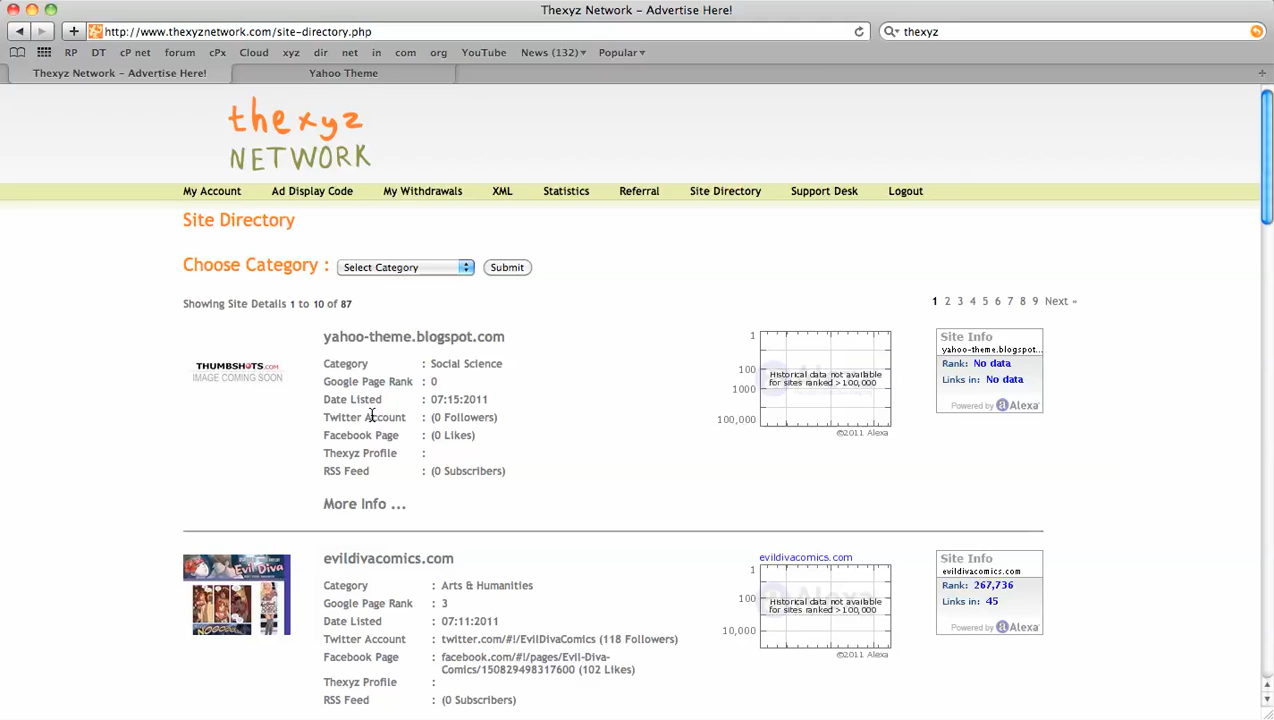 Thexyz Network – Advertise Here!
http://www.thexyznetwork.com/site-directory.php
thexyz
RP DT cP net forum cPx Cloud xyz dir net in com org YouTube News (132) Popular
Thexyz Network – Advertise Here!
Yahoo Theme
thexyz
NETWORK
My Account Ad Display Code My Withdrawals XML Statistics Referral Site Directory Support Desk Logout
Site Directory
Choose Category : Select Category Submit
Showing Site Details 1 to 10 of 87
1 2 3 4 5 6 7 8 9 Next »
yahoo-theme.blogspot.com
THUMBSHOTS.COM
IMAGE COMING SOON
Category : Social Science
Google Page Rank : 0
Date Listed : 07:15:2011
Twitter Account : (0 Followers)
Facebook Page : (0 Likes)
Thexyz Profile :
RSS Feed : (0 Subscribers)
More Info ...
1
100
1000
100,000
Historical data not available
for sites ranked >100,000
©2011 Alexa
Site Info
yahoo-theme.blogspot...
Rank: No data
Links in: No data
Powered by Alexa
evildivacomics.com
Category : Arts & Humanities
Google Page Rank : 3
Date Listed : 07:11:2011
Twitter Account : twitter.com/#!/EvilDivaComics (118 Followers)
Facebook Page : facebook.com/#!/pages/Evil-Diva-
Comics/150829498317600 (102 Likes)
Thexyz Profile :
RSS Feed : (0 Subscribers)
evildivacomics.com
1
100
10,000
Historical data not available
for sites ranked >100,000
©2011 Alexa
Site Info
evildivacomics.com
Rank: 267,736
Links in: 45
Powered by Alexa